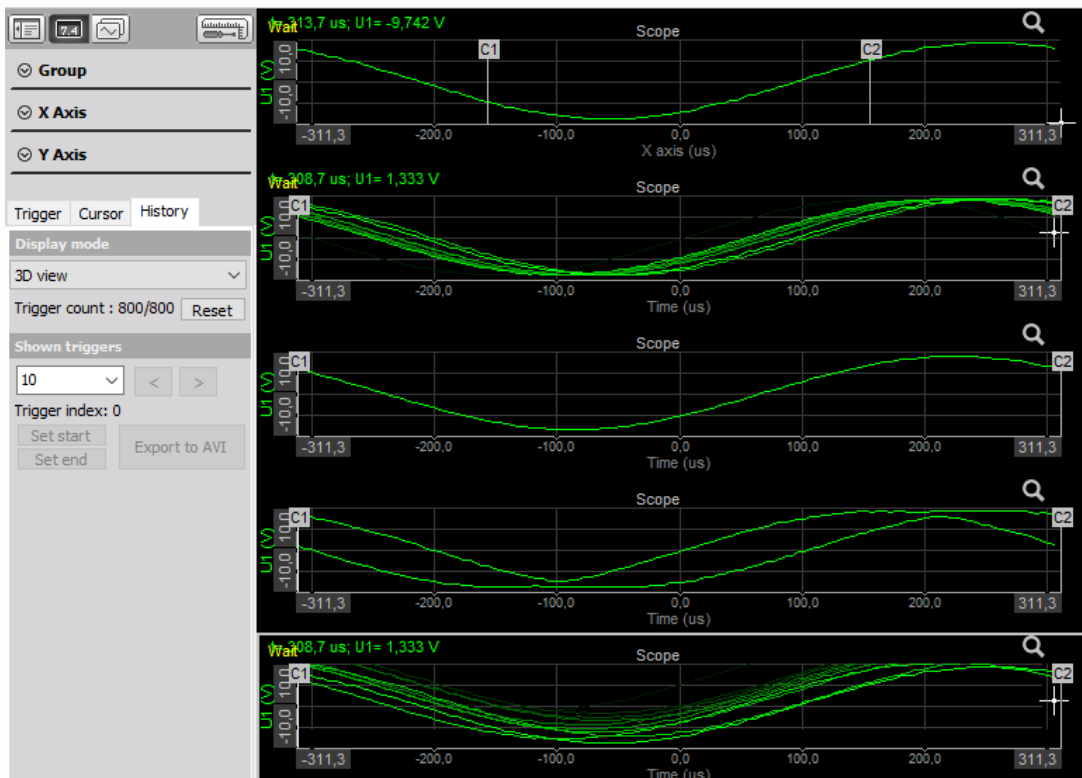 7.4
Group
X Axis
Y Axis
Trigger Cursor History
Display mode
3D view
Trigger count : 800/800 Reset
Shown triggers
10 < >
Trigger index: 0
Set start
Set end
Export to AVI
313,7 us; U1= -9,742 V
Wait
Scope
C1 C2
U1 (V)
10,0
-10,0
-311,3 -200,0 -100,0 0,0 100,0 200,0 311,3
X axis (us)
308,7 us; U1= 1,333 V
Wait
Scope
C1 C2
U1 (V)
10,0
-10,0
-311,3 -200,0 -100,0 0,0 100,0 200,0 311,3
Time (us)
Scope
C1 C2
U1 (V)
10,0
-10,0
-311,3 -200,0 -100,0 0,0 100,0 200,0 311,3
Time (us)
Scope
C1 C2
U1 (V)
10,0
-10,0
-311,3 -200,0 -100,0 0,0 100,0 200,0 311,3
Time (us)
308,7 us; U1= 1,333 V
Wait
Scope
C1 C2
U1 (V)
10,0
-10,0
-311,3 -200,0 -100,0 0,0 100,0 200,0 311,3
Time (us)